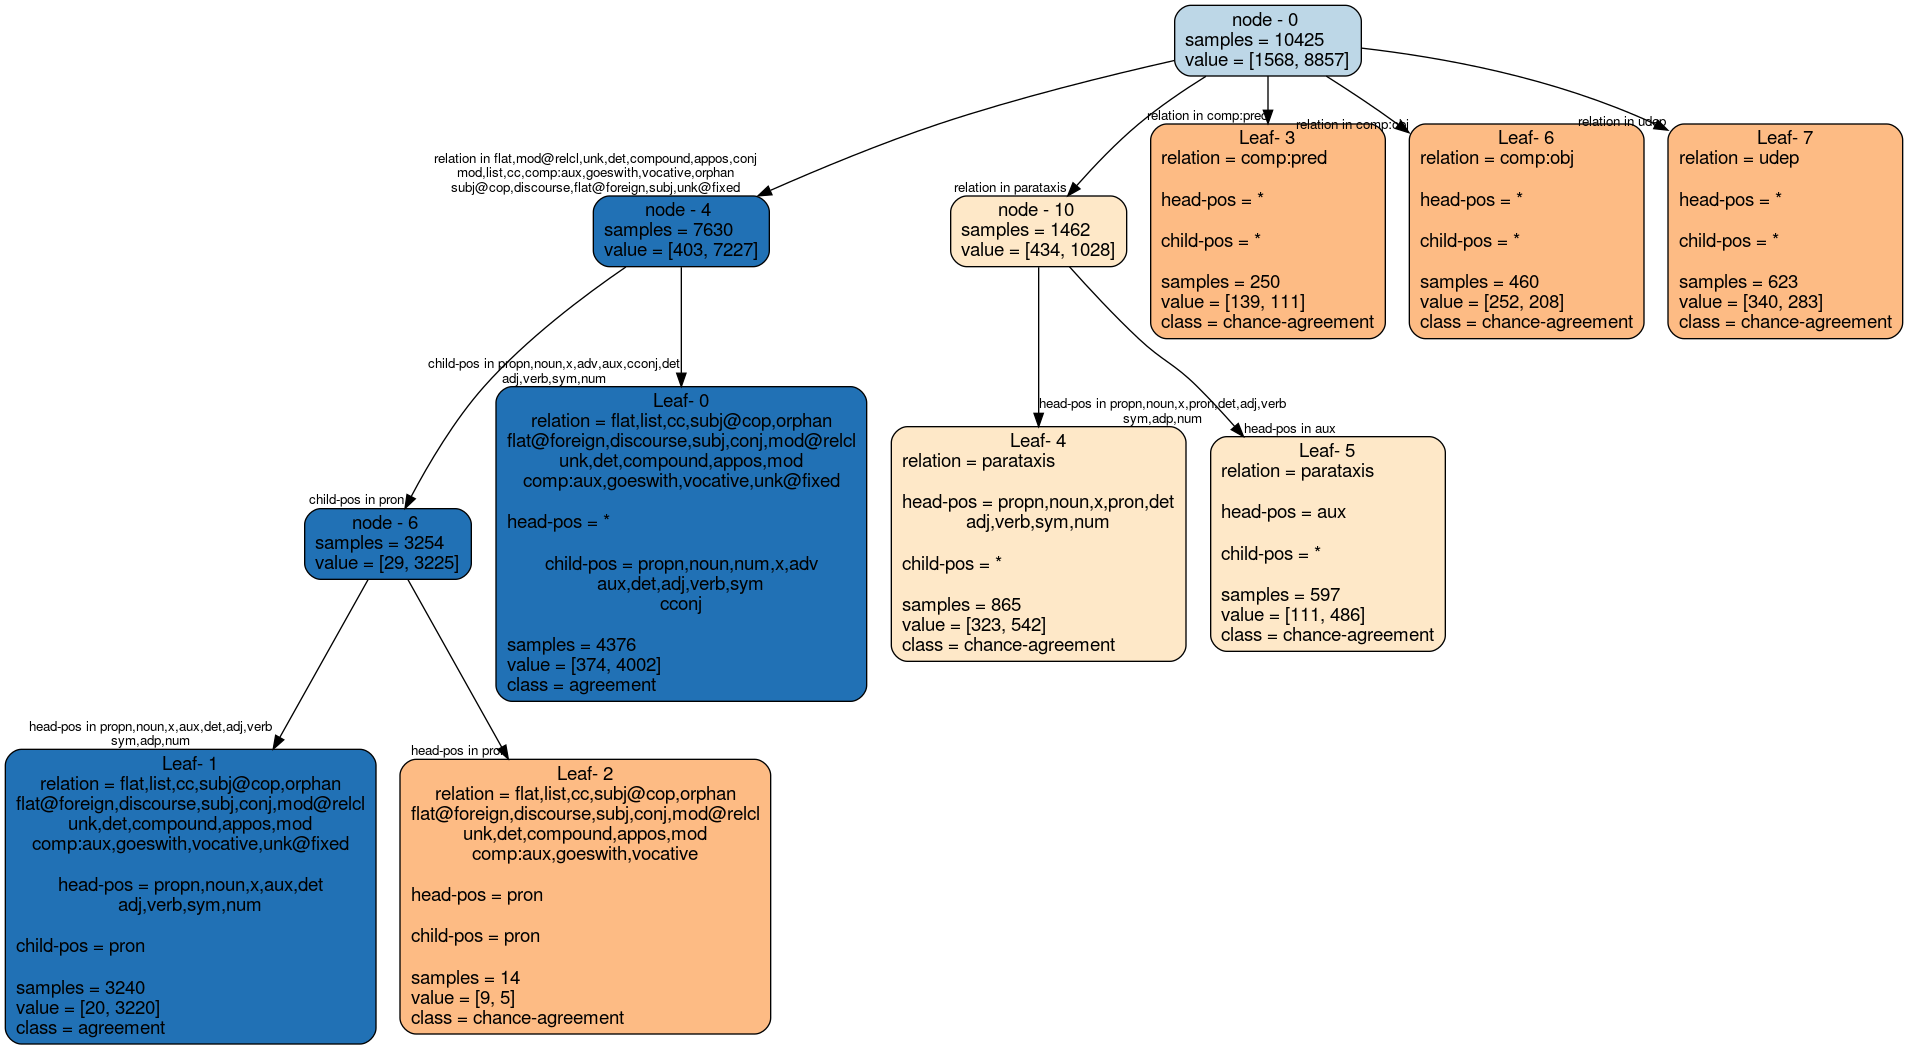 node - 0
samples = 10425
value = [1568, 8857]
relation in comp:pred
relation in comp:obj
relation in udep
relation in flat,mod@relcl,unk,det,compound,appos,conj
mod,list,cc,comp:aux,goeswith,vocative,orphan
subj@cop,discourse,flat@foreign,subj,unk@fixed
relation in parataxis
node - 4
samples = 7630
value = [403, 7227]
node - 10
samples = 1462
value = [434, 1028]
Leaf- 3
relation = comp:pred
head-pos = *
child-pos = *
samples = 250
value = [139, 111]
class = chance-agreement
Leaf- 6
relation = comp:obj
head-pos = *
child-pos = *
samples = 460
value = [252, 208]
class = chance-agreement
Leaf- 7
relation = udep
head-pos = *
child-pos = *
samples = 623
value = [340, 283]
class = chance-agreement
child-pos in propn,noun,x,adv,aux,cconj,det
adj,verb,sym,num
child-pos in pron
head-pos in propn,noun,x,pron,det,adj,verb
sym,adp,num
head-pos in aux
node - 6
samples = 3254
value = [29, 3225]
Leaf- 0
relation = flat,list,cc,subj@cop,orphan
flat@foreign,discourse,subj,conj,mod@relcl
unk,det,compound,appos,mod
comp:aux,goeswith,vocative,unk@fixed
head-pos = *
child-pos = propn,noun,num,x,adv
aux,det,adj,verb,sym
cconj
samples = 4376
value = [374, 4002]
class = agreement
Leaf- 4
relation = parataxis
head-pos = propn,noun,x,pron,det
adj,verb,sym,num
child-pos = *
samples = 865
value = [323, 542]
class = chance-agreement
Leaf- 5
relation = parataxis
head-pos = aux
child-pos = *
samples = 597
value = [111, 486]
class = chance-agreement
head-pos in propn,noun,x,aux,det,adj,verb
sym,adp,num
head-pos in pron
Leaf- 1
relation = flat,list,cc,subj@cop,orphan
flat@foreign,discourse,subj,conj,mod@relcl
unk,det,compound,appos,mod
comp:aux,goeswith,vocative,unk@fixed
head-pos = propn,noun,x,aux,det
adj,verb,sym,num
child-pos = pron
samples = 3240
value = [20, 3220]
class = agreement
Leaf- 2
relation = flat,list,cc,subj@cop,orphan
flat@foreign,discourse,subj,conj,mod@relcl
unk,det,compound,appos,mod
comp:aux,goeswith,vocative
head-pos = pron
child-pos = pron
samples = 14
value = [9, 5]
class = chance-agreement